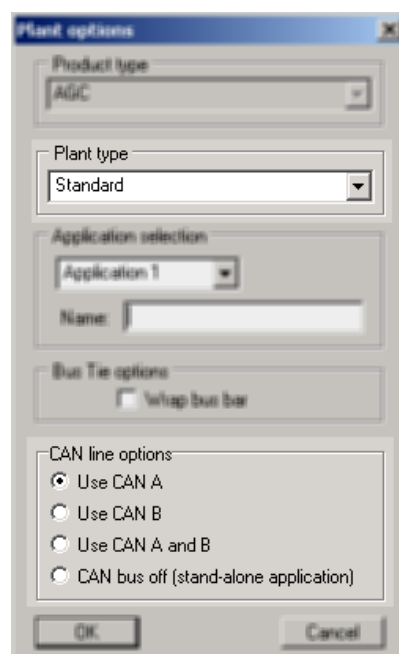 Plant options
Product type
AGC
Plant type
Standard
Application selection
Application 1
Name:
Bus Tie options
Wrap bus bar
CAN line options
Use CAN A
Use CAN B
Use CAN A and B
CAN bus off (stand-alone application)
OK
Cancel